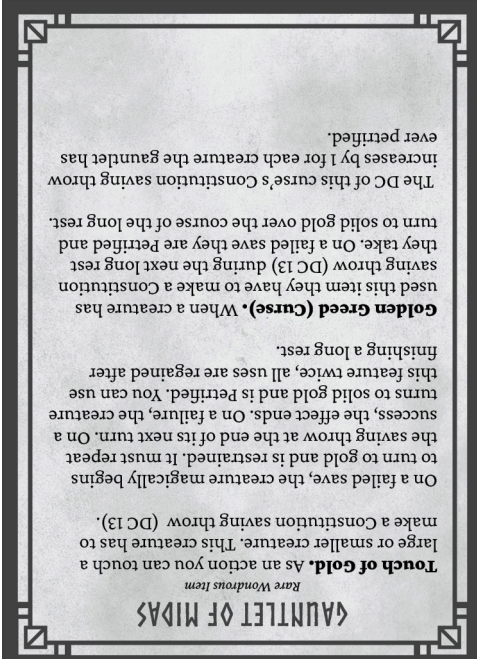 GAUNTLET OF MIDAS
Rare Wondrous Item
Touch of Gold. As an action you can touch a
large or smaller creature. This creature has to
make a Constitution saving throw (DC 13).
On a failed save, the creature magically begins
to turn to gold and is restrained. It must repeat
the saving throw at the end of its next turn. On a
success, the effect ends. On a failure, the creature
turns to solid gold and is Petrified. You can use
this feature twice, all uses are regained after
finishing a long rest.
Golden Greed (Curse). When a creature has
used this item they have to make a Constitution
saving throw (DC 13) during the next long rest
they take. On a failed save they are Petrified and
turn to solid gold over the course of the long rest.
The DC of this curse's Constitution saving throw
increases by 1 for each creature the gauntlet has
ever petrified.